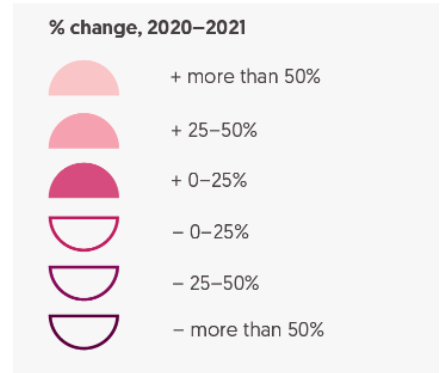 % change, 2020–2021
+ more than 50%
+ 25–50%
+ 0–25%
– 0–25%
– 25–50%
– more than 50%